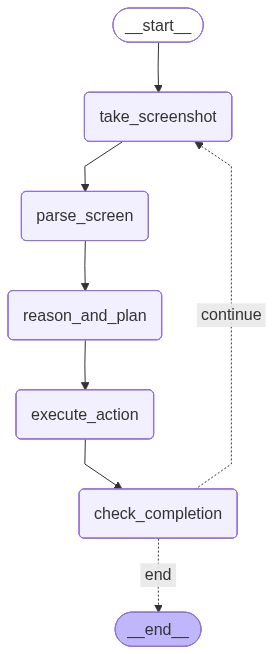 __start__
take_screenshot
parse_screen
reason_and_plan
continue
execute_action
check_completion
end
__end__